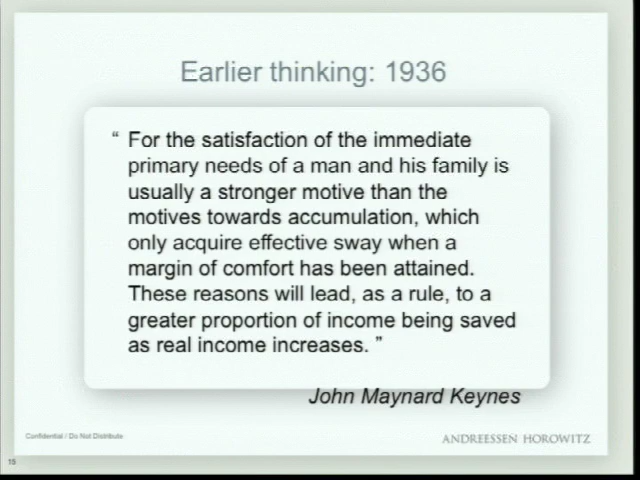 Earlier thinking: 1936
“ For the satisfaction of the immediate
primary needs of a man and his family is
usually a stronger motive than the
motives towards accumulation, which
only acquire effective sway when a
margin of comfort has been attained.
These reasons will lead, as a rule, to a
greater proportion of income being saved
as real income increases. ”
John Maynard Keynes
Confidential / Do Not Distribute
ANDREESSEN HOROWITZ
15